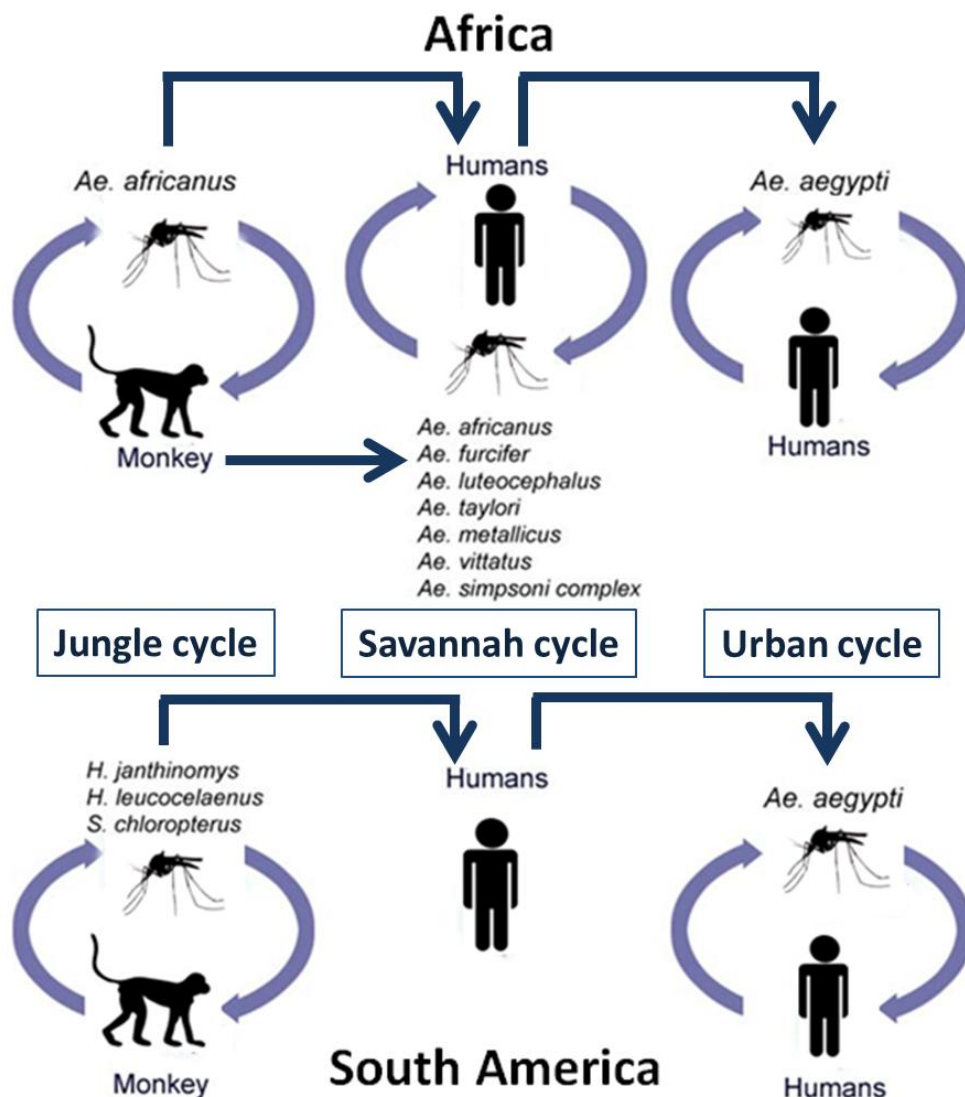 Africa
Ae. africanus
Humans
Ae. aegypti
Monkey
Ae. africanus
Ae. furcifer
Ae. luteocephalus
Ae. taylori
Ae. metallicus
Ae. vittatus
Ae. simpsoni complex
Humans
Jungle cycle
Savannah cycle
Urban cycle
H. janthinomys
H. leucocelaenus
S. chloropterus
Humans
Ae. aegypti
Monkey
South America
Humans